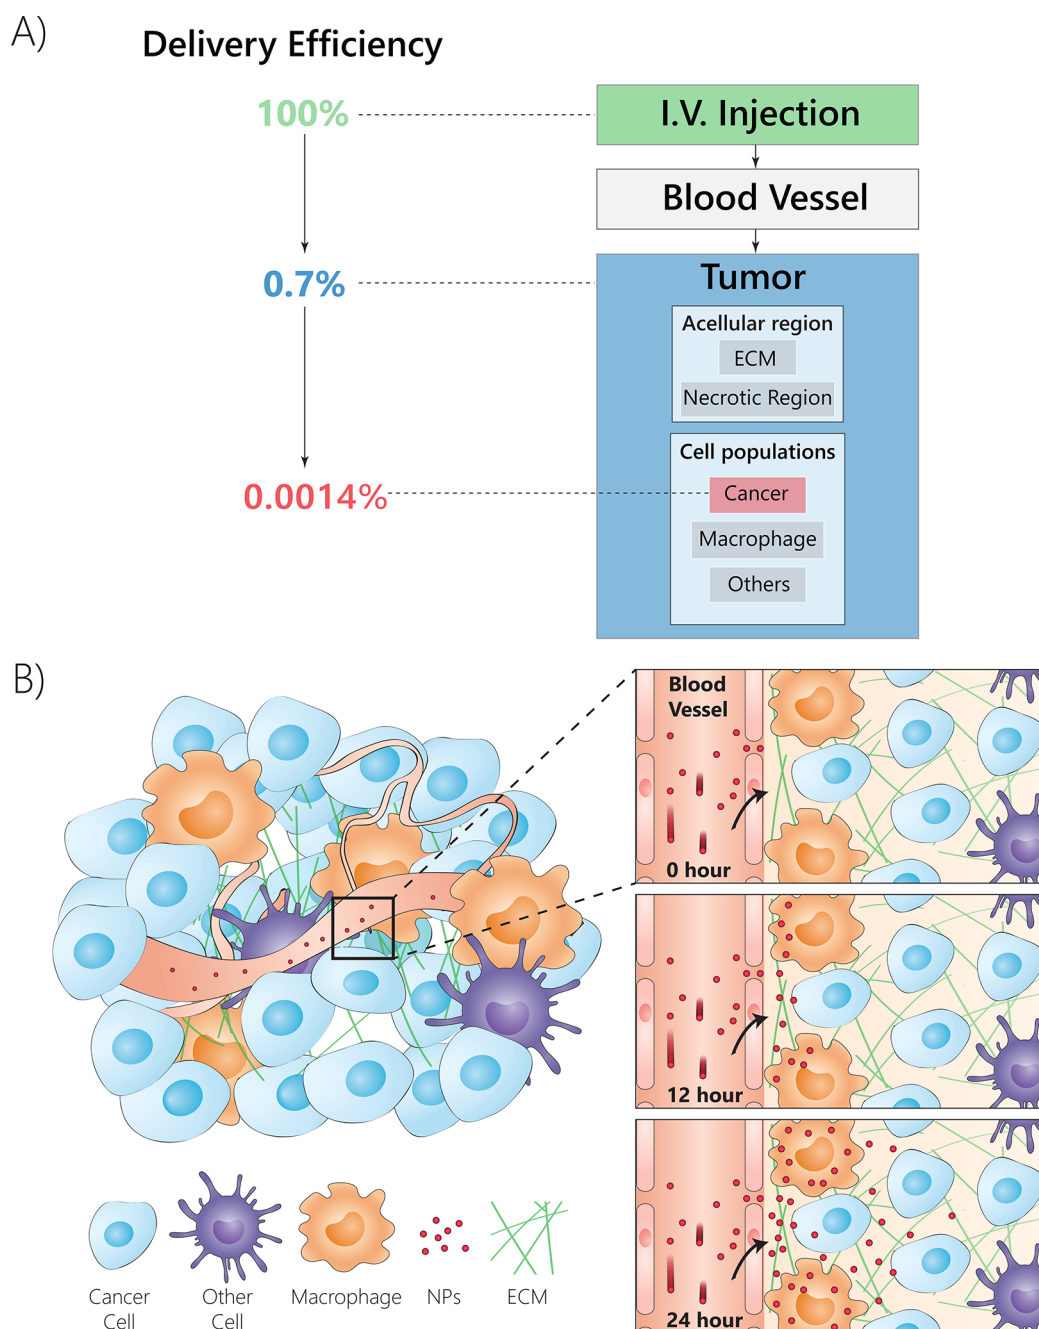 A)
Delivery Efficiency
100%
I.V. Injection
Blood Vessel
0.7%
Tumor
Acellular region
ECM
Necrotic Region
Cell populations
0.0014%
Cancer
Macrophage
Others
B)
Blood
Vessel
0 hour
12 hour
24 hour
Cancer
Cell
Other
Cell
Macrophage
NPs
ECM